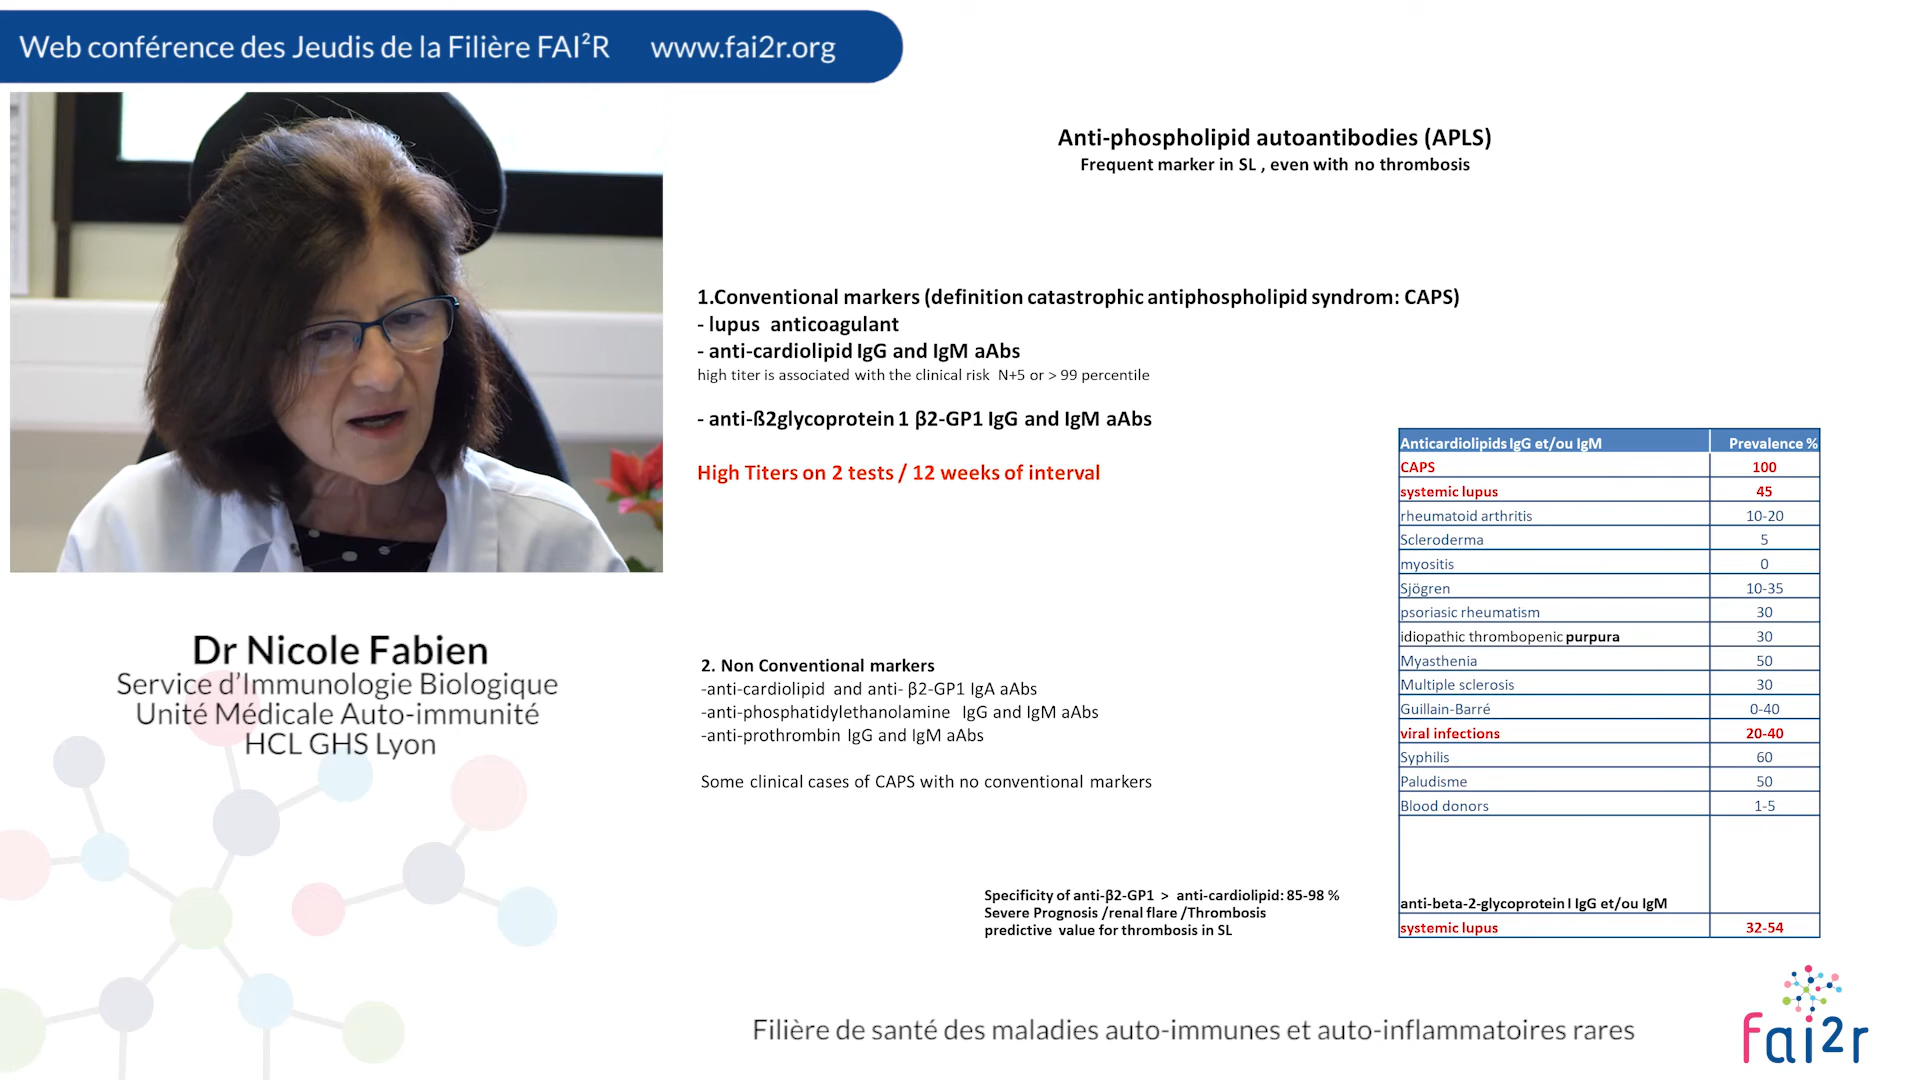 Web conférence des Jeudis de la Filière FAI²R www.fai2r.org
Anti-phospholipid autoantibodies (APLS)
Frequent marker in SL , even with no thrombosis
1.Conventional markers (definition catastrophic antiphospholipid syndrom: CAPS)
- lupus anticoagulant
- anti-cardiolipid IgG and IgM aAbs
high titer is associated with the clinical risk N+5 or > 99 percentile
- anti-ß2glycoprotein 1 β2-GP1 IgG and IgM aAbs
High Titers on 2 tests / 12 weeks of interval
Dr Nicole Fabien
Service d'Immunologie Biologique
Unité Médicale Auto-immunité
HCL GHS Lyon
2. Non Conventional markers
-anti-cardiolipid and anti- β2-GP1 IgA aAbs
-anti-phosphatidylethanolamine IgG and IgM aAbs
-anti-prothrombin IgG and IgM aAbs
Some clinical cases of CAPS with no conventional markers
Specificity of anti-β2-GP1 > anti-cardiolipid: 85-98 %
Severe Prognosis /renal flare /Thrombosis
predictive value for thrombosis in SL
Anticardiolipids IgG et/ou IgM Prevalence %
CAPS 100
systemic lupus 45
rheumatoid arthritis 10-20
Scleroderma 5
myositis 0
Sjögren 10-35
psoriasic rheumatism 30
idiopathic thrombopenic purpura 30
Myasthenia 50
Multiple sclerosis 30
Guillain-Barré 0-40
viral infections 20-40
Syphilis 60
Paludisme 50
Blood donors 1-5
anti-beta-2-glycoprotein I IgG et/ou IgM
systemic lupus 32-54
Filière de santé des maladies auto-immunes et auto-inflammatoires rares
fai2r